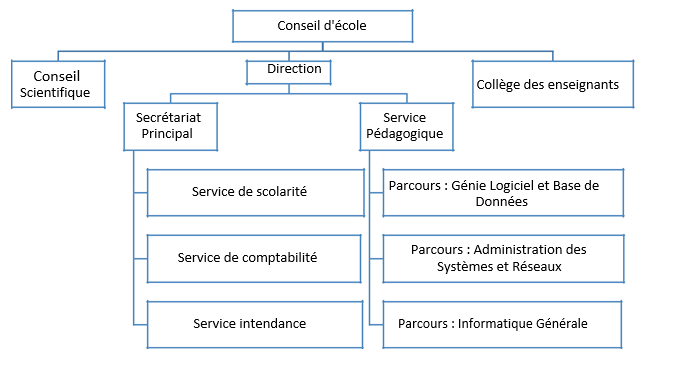 Conseil d'école
Conseil
Scientifique
Direction
Collège des enseignants
Secrétariat
Principal
Service
Pédagogique
Service de scolarité
Parcours : Génie Logiciel et Base de
Données
Service de comptabilité
Parcours : Administration des
Systèmes et Réseaux
Service intendance
Parcours : Informatique Générale